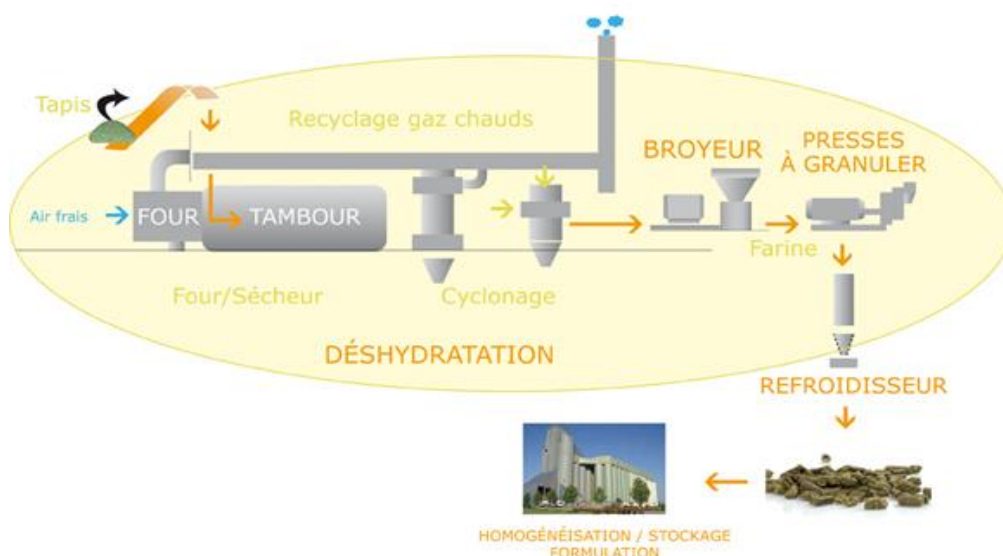 Tapis
Recyclage gaz chauds
BROYEUR
PRESSES
À GRANULER
Air frais
FOUR
TAMBOUR
Farine
Four/Sécheur
Cyclonage
DÉSHYDRATATION
REFROIDISSEUR
HOMOGÉNÉISATION / STOCKAGE
FORMULATION